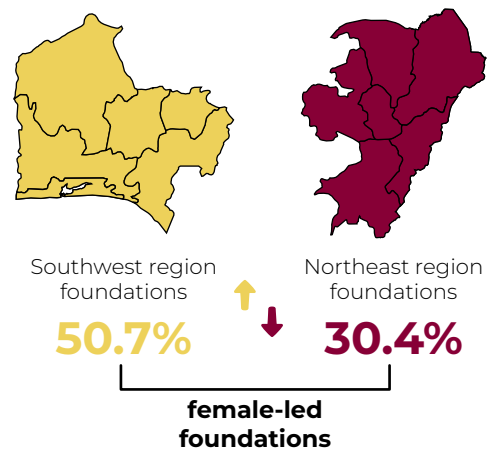 Southwest region
foundations
50.7%
Northeast region
foundations
30.4%
female-led
foundations